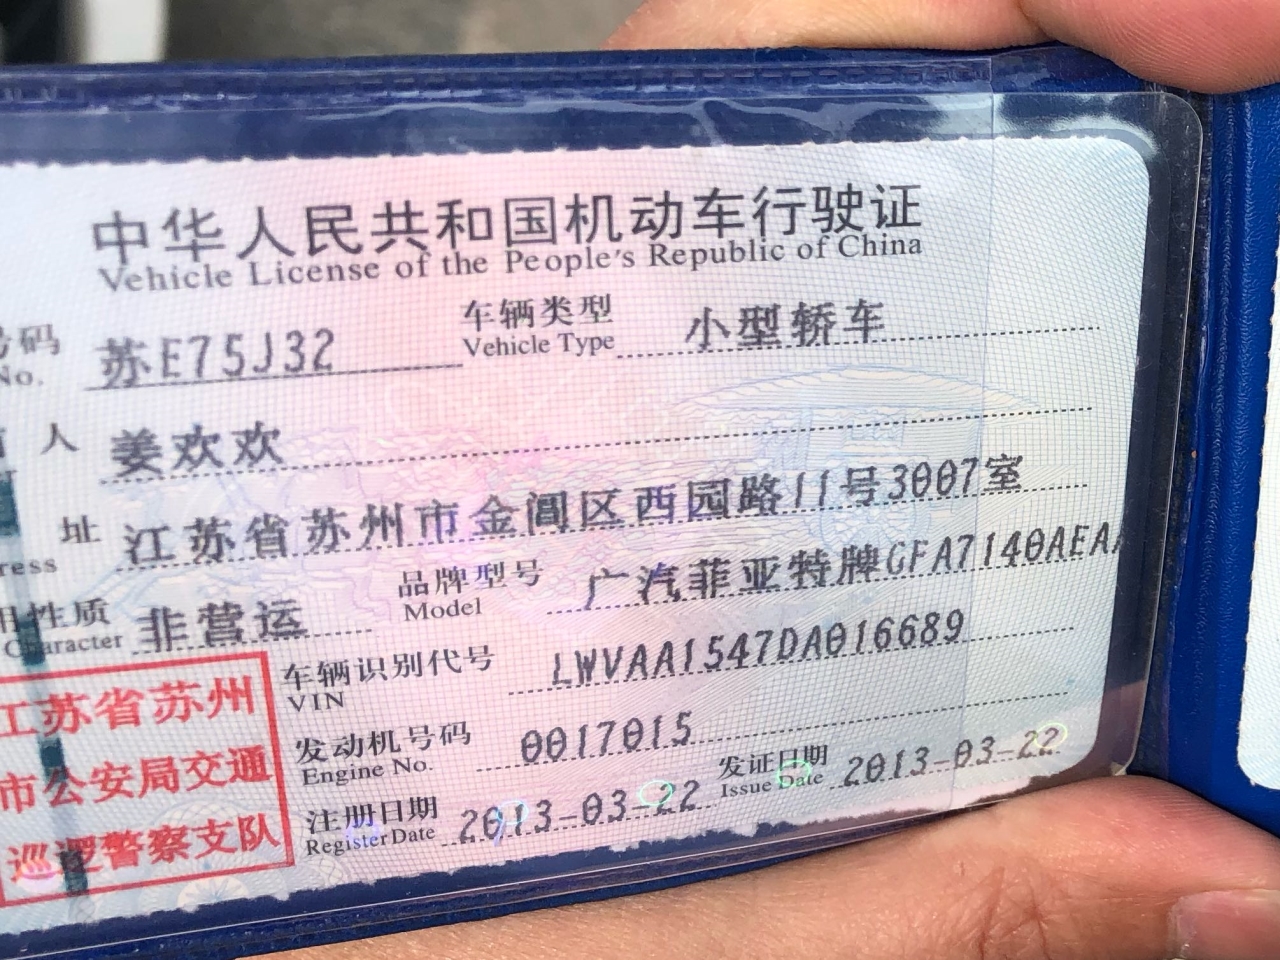 中华人民共和国机动车行驶证
Vehicle License of the People's Republic of China
号码 苏E75J32 车辆类型 小型轿车
No. Vehicle Type
人 姜欢欢
址 江苏省苏州市金阊区西园路11号3007室
ress
用性质 非营运 品牌型号 广汽菲亚特牌GFA7140AEA
Character Model
车辆识别代号 LWVAA1547DA016689
VIN
江苏省苏州
市公安局交通
巡逻警察支队
发动机号码 0017015
Engine No.
注册日期 2013-03-22 发证日期 2013-03-22
Register Date Issue Date